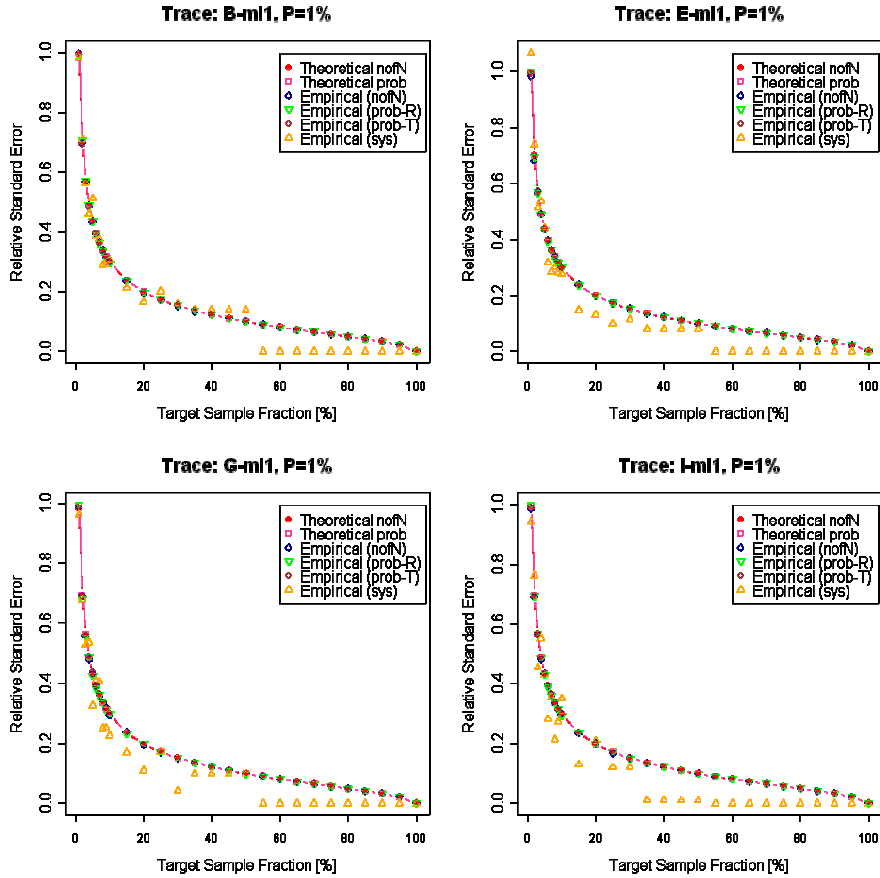 Trace: B-ml1, P=1%
Theoretical nofN
Theoretical prob
Empirical (nofN)
Empirical (prob-R)
Empirical (prob-T)
Empirical (sys)
Relative Standard Error
0.0 0.2 0.4 0.6 0.8 1.0
0 20 40 60 80 100
Target Sample Fraction [%]
Trace: E-ml1, P=1%
Theoretical nofN
Theoretical prob
Empirical (nofN)
Empirical (prob-R)
Empirical (prob-T)
Empirical (sys)
Relative Standard Error
0.0 0.2 0.4 0.6 0.8 1.0
0 20 40 60 80 100
Target Sample Fraction [%]
Trace: G-ml1, P=1%
Theoretical nofN
Theoretical prob
Empirical (nofN)
Empirical (prob-R)
Empirical (prob-T)
Empirical (sys)
Relative Standard Error
0.0 0.2 0.4 0.6 0.8 1.0
0 20 40 60 80 100
Target Sample Fraction [%]
Trace: I-ml1, P=1%
Theoretical nofN
Theoretical prob
Empirical (nofN)
Empirical (prob-R)
Empirical (prob-T)
Empirical (sys)
Relative Standard Error
0.0 0.2 0.4 0.6 0.8 1.0
0 20 40 60 80 100
Target Sample Fraction [%]